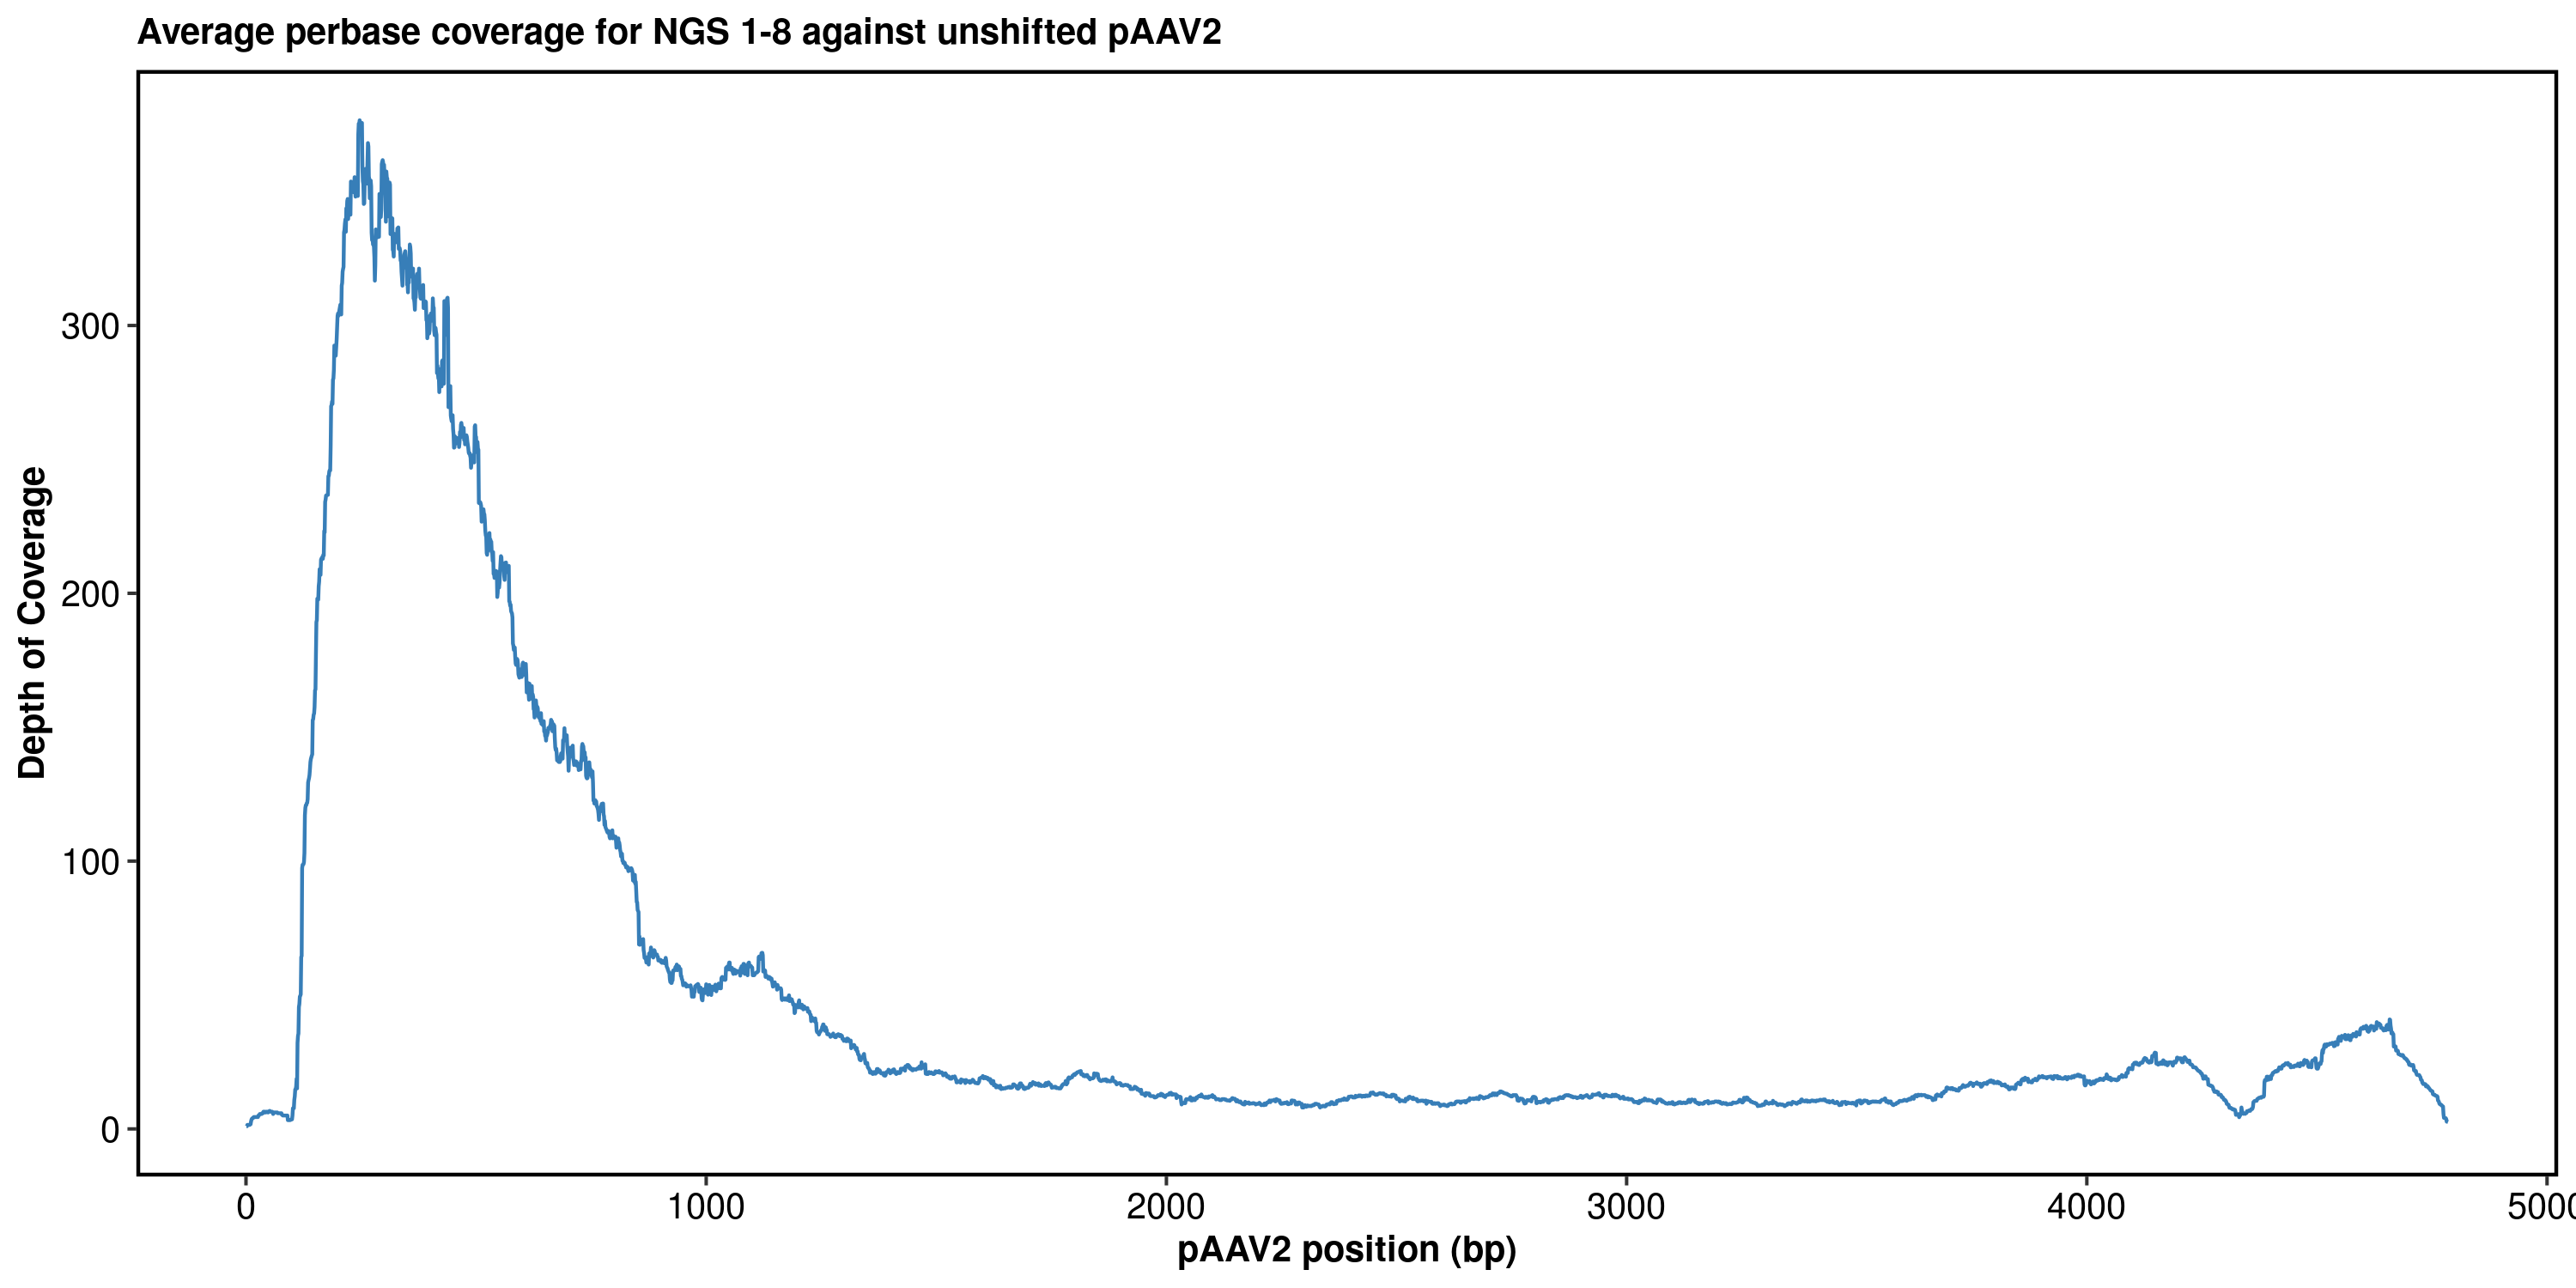 Average perbase coverage for NGS 1-8 against unshifted pAAV2
Depth of Coverage
300
200
100
0
0 1000 2000 3000 4000 500
pAAV2 position (bp)